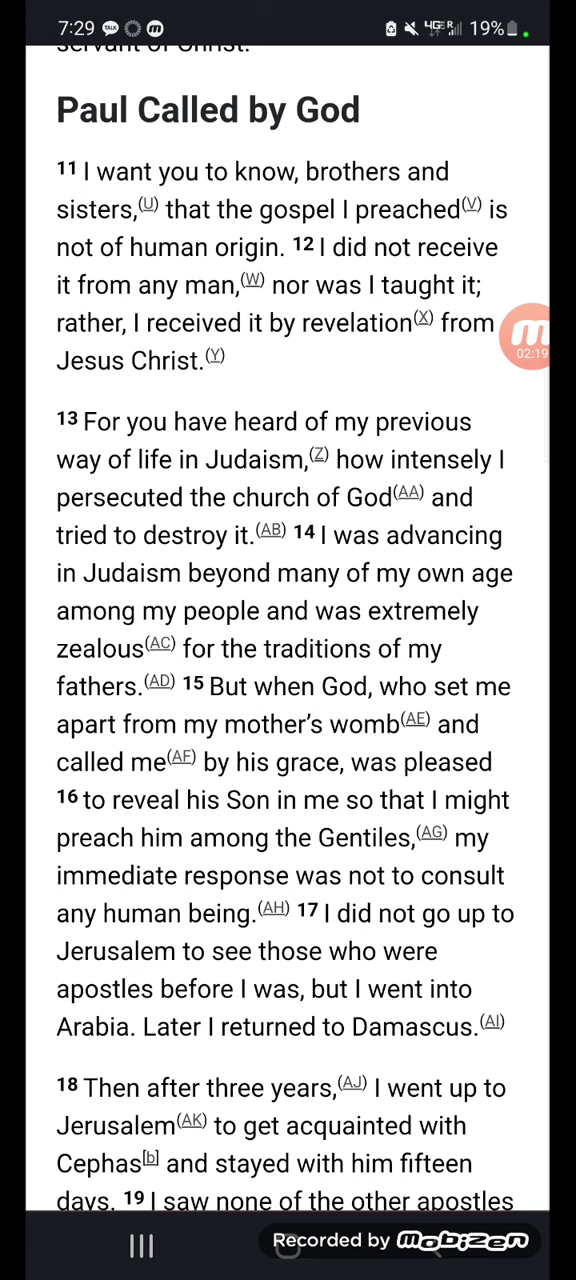 7:29 TALK m 4G R 19%
servant of Christ.
Paul Called by God
11 I want you to know, brothers and
sisters,(U) that the gospel I preached(V) is
not of human origin. 12 I did not receive
it from any man,(W) nor was I taught it;
rather, I received it by revelation(X) from
Jesus Christ.(Y)
m
02:19
13 For you have heard of my previous
way of life in Judaism,(Z) how intensely I
persecuted the church of God(AA) and
tried to destroy it.(AB) 14 I was advancing
in Judaism beyond many of my own age
among my people and was extremely
zealous(AC) for the traditions of my
fathers.(AD) 15 But when God, who set me
apart from my mother’s womb(AE) and
called me(AF) by his grace, was pleased
16 to reveal his Son in me so that I might
preach him among the Gentiles,(AG) my
immediate response was not to consult
any human being.(AH) 17 I did not go up to
Jerusalem to see those who were
apostles before I was, but I went into
Arabia. Later I returned to Damascus.(AI)
18 Then after three years,(AJ) I went up to
Jerusalem(AK) to get acquainted with
Cephas[b] and stayed with him fifteen
days. 19 I saw none of the other apostles
Recorded by mobizen